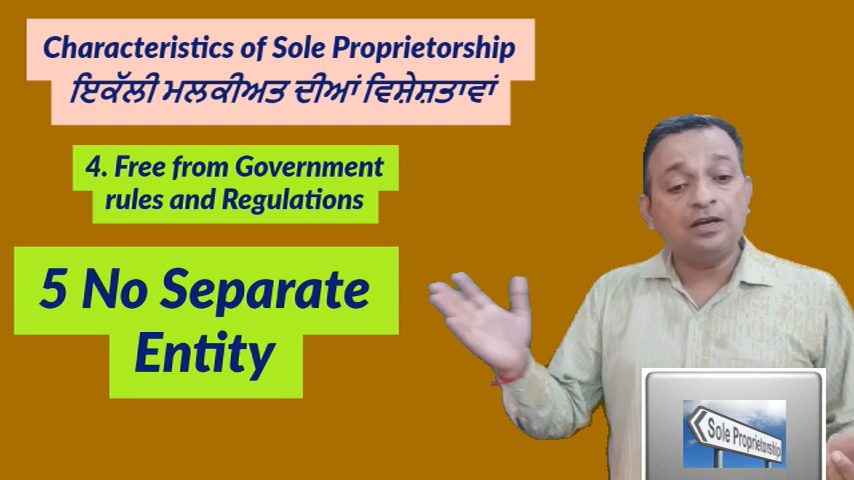 Characteristics of Sole Proprietorship
ਇਕੱਲੀ ਮਲਕੀਅਤ ਦੀਆਂ ਵਿਸ਼ੇਸ਼ਤਾਵਾਂ
4. Free from Government
rules and Regulations
5 No Separate
Entity
Sole Proprietorship